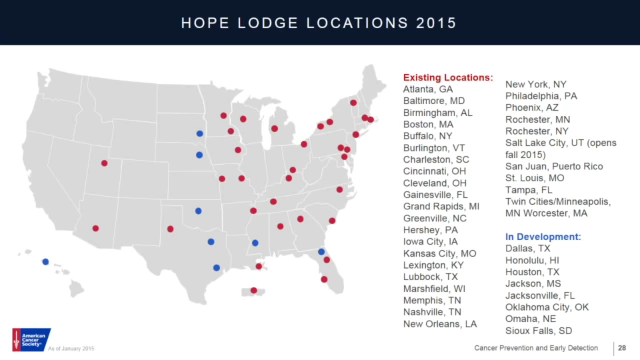 HOPE LODGE LOCATIONS 2015
Existing Locations:
Atlanta, GA
Baltimore, MD
Birmingham, AL
Boston, MA
Buffalo, NY
Burlington, VT
Charleston, SC
Cincinnati, OH
Cleveland, OH
Gainesville, FL
Grand Rapids, MI
Greenville, NC
Hershey, PA
Iowa City, IA
Kansas City, MO
Lexington, KY
Lubbock, TX
Marshfield, WI
Memphis, TN
Nashville, TN
New Orleans, LA
New York, NY
Philadelphia, PA
Phoenix, AZ
Rochester, MN
Rochester, NY
Salt Lake City, UT (opens
fall 2015)
San Juan, Puerto Rico
St. Louis, MO
Tampa, FL
Twin Cities/Minneapolis,
MN Worcester, MA
In Development:
Dallas, TX
Honolulu, HI
Houston, TX
Jackson, MS
Jacksonville, FL
Oklahoma City, OK
Omaha, NE
Sioux Falls, SD
American
Cancer
Society
As of January 2015
Cancer Prevention and Early Detection
28